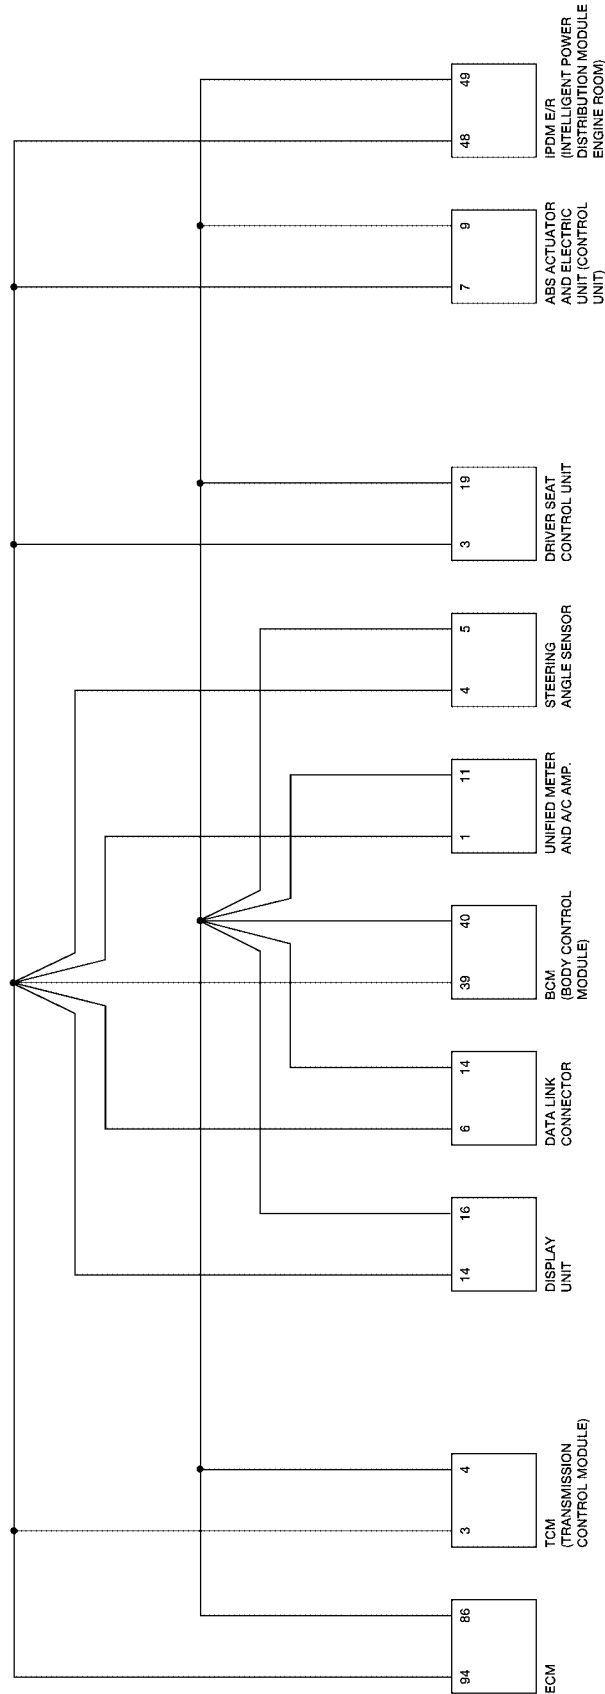 94
86
ECM
3
4
TCM
(TRANSMISSION
CONTROL MODULE)
14
16
DISPLAY
UNIT
6
14
DATA LINK
CONNECTOR
39
40
BCM
(BODY CONTROL
MODULE)
1
11
UNIFIED METER
AND A/C AMP.
4
5
STEERING
ANGLE SENSOR
3
19
DRIVER SEAT
CONTROL UNIT
7
9
ABS ACTUATOR
AND ELECTRIC
UNIT (CONTROL
UNIT)
48
49
IPDM E/R
(INTELLIGENT POWER
DISTRIBUTION MODULE
ENGINE ROOM)